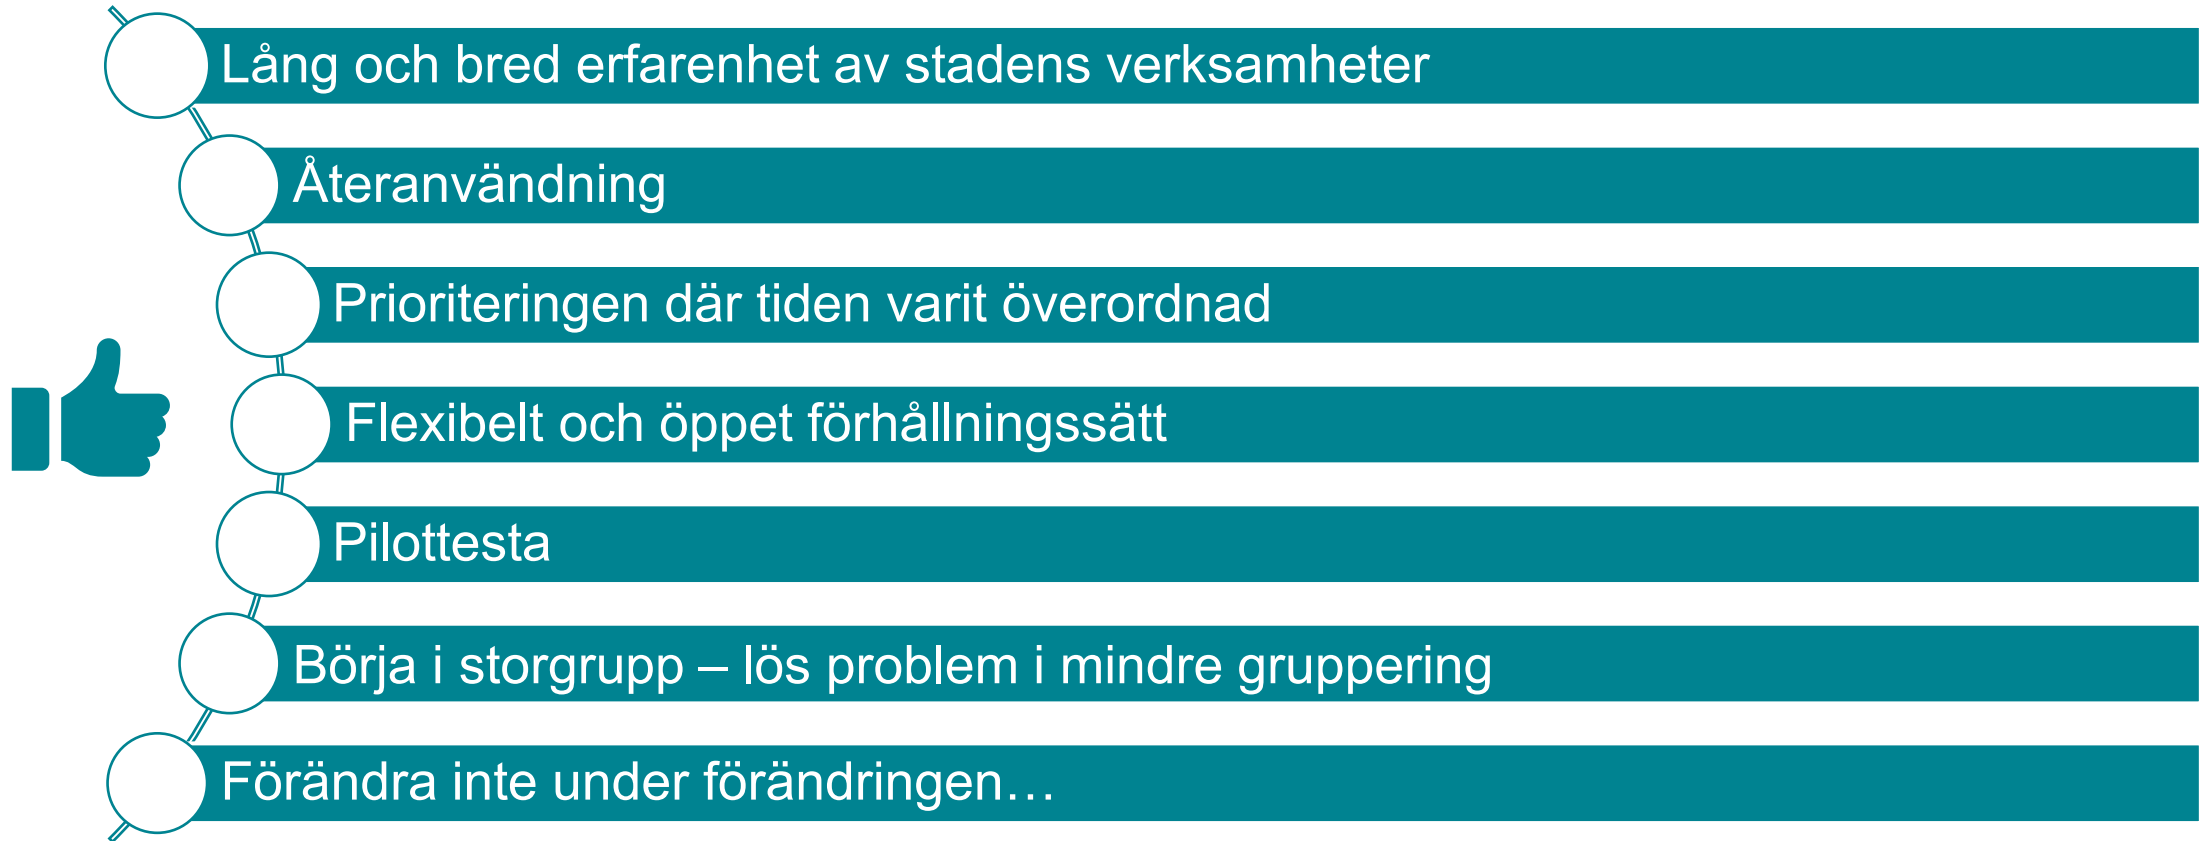 Lång och bred erfarenhet av stadens verksamheter
Återanvändning
Prioriteringen där tiden varit överordnad
Flexibelt och öppet förhållningssätt
Pilottesta
Börja i storgrupp – lös problem i mindre gruppering
Förändra inte under förändringen…